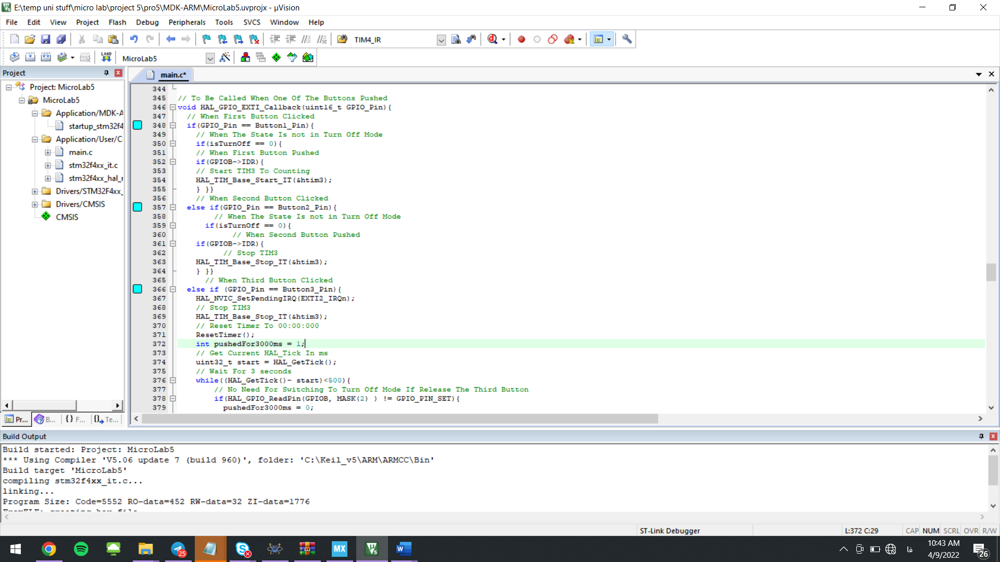 E:\temp uni stuff\micro lab\project 5\pro5\MDK-ARM\MicroLab5.uvprojx - µVision
File Edit View Project Flash Debug Peripherals Tools SVCS Window Help
TIM4_IR
LOAD MicroLab5
Project
Project: MicroLab5
MicroLab5
Application/MDK-A
startup_stm32f4
Application/User/C
main.c
stm32f4xx_it.c
stm32f4xx_hal_r
Drivers/STM32F4xx_
Drivers/CMSIS
CMSIS
Pr... B... {} F... Te...
main.c*
344
345 // To Be Called When One Of The Buttons Pushed
346 void HAL_GPIO_EXTI_Callback(uint16_t GPIO_Pin){
347 // When First Button Clicked
348 if(GPIO_Pin == Button1_Pin){
349 // When The State Is not in Turn Off Mode
350 if(isTurnOff == 0){
351 // When First Button Pushed
352 if(GPIOB->IDR){
353 // Start TIM3 To Counting
354 HAL_TIM_Base_Start_IT(&htim3);
355 } }}
356 // When Second Button Clicked
357 else if(GPIO_Pin == Button2_Pin){
358 // When The State Is not in Turn Off Mode
359 if(isTurnOff == 0){
360 // When Second Button Pushed
361 if(GPIOB->IDR){
362 // Stop TIM3
363 HAL_TIM_Base_Stop_IT(&htim3);
364 } }}
365 // When Third Button Clicked
366 else if (GPIO_Pin == Button3_Pin){
367 HAL_NVIC_SetPendingIRQ(EXTI2_IRQn);
368 // Stop TIM3
369 HAL_TIM_Base_Stop_IT(&htim3);
370 // Reset Timer To 00:00:000
371 ResetTimer();
372 int pushedFor3000ms = 1;
373 // Get Current HAL_Tick In ms
374 uint32_t start = HAL_GetTick();
375 // Wait For 3 seconds
376 while((HAL_GetTick()- start)<500){
377 // No Need For Switching To Turn Off Mode If Release The Third Button
378 if(HAL_GPIO_ReadPin(GPIOB, MASK(2) ) != GPIO_PIN_SET){
379 pushedFor3000ms = 0;
Build Output
Build started: Project: MicroLab5
*** Using Compiler 'V5.06 update 7 (build 960)', folder: 'C:\Keil_v5\ARM\ARMCC\Bin'
Build target 'MicroLab5'
compiling stm32f4xx_it.c...
linking...
Program Size: Code=5552 RO-data=452 RW-data=32 ZI-data=1776
ST-Link Debugger L:372 C:29 CAP NUM SCRL OVR R/W
25 MX W فا 10:43 AM
4/9/2022 26